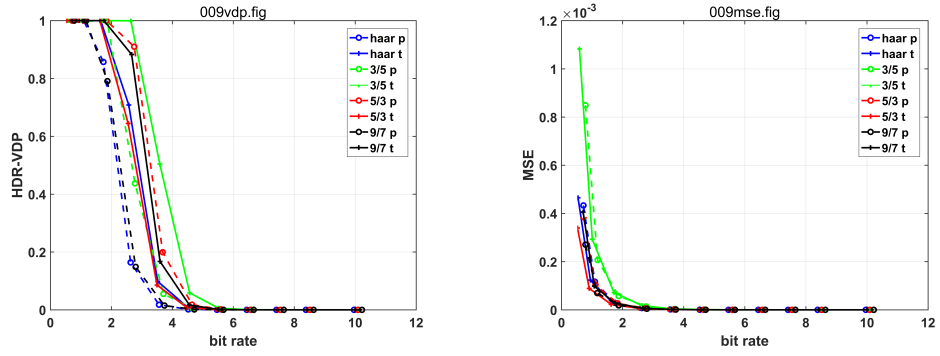 009vdp.fig
1
0.8
0.6
0.4
0.2
0
HDR-VDP
0 2 4 6 8 10 12
bit rate
haar p
haar t
3/5 p
3/5 t
5/3 p
5/3 t
9/7 p
9/7 t
009mse.fig
×10⁻³
1.2
1
0.8
0.6
0.4
0.2
0
MSE
0 2 4 6 8 10 12
bit rate
haar p
haar t
3/5 p
3/5 t
5/3 p
5/3 t
9/7 p
9/7 t